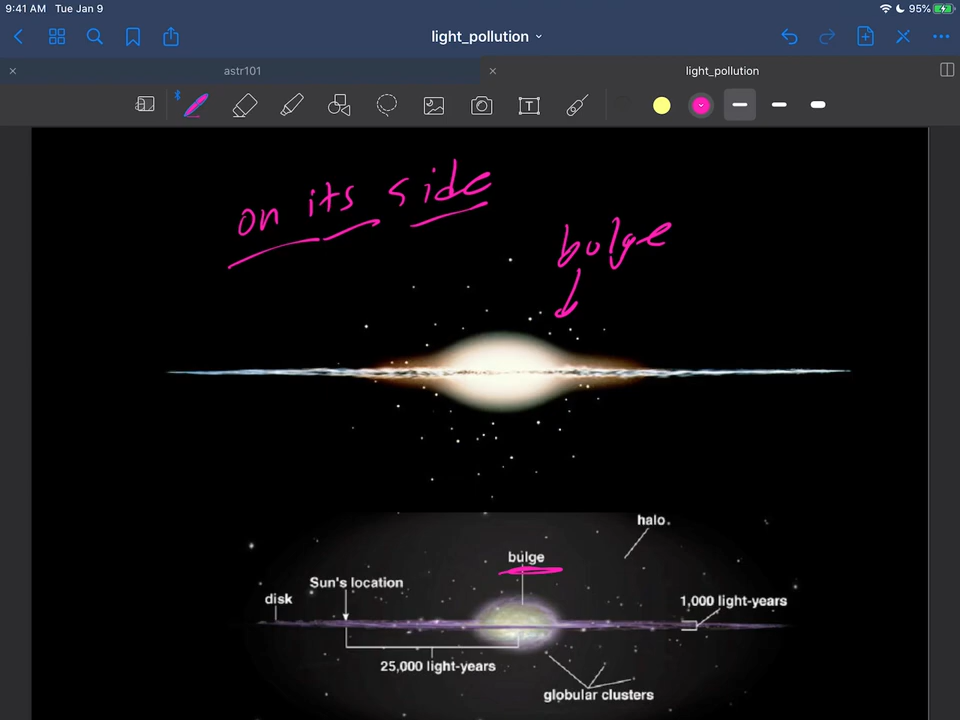 9:41 AM Tue Jan 9
95%
light_pollution
astr101
light_pollution
T
on its side
bulge
halo
bulge
Sun's location
disk
1,000 light-years
25,000 light-years
globular clusters